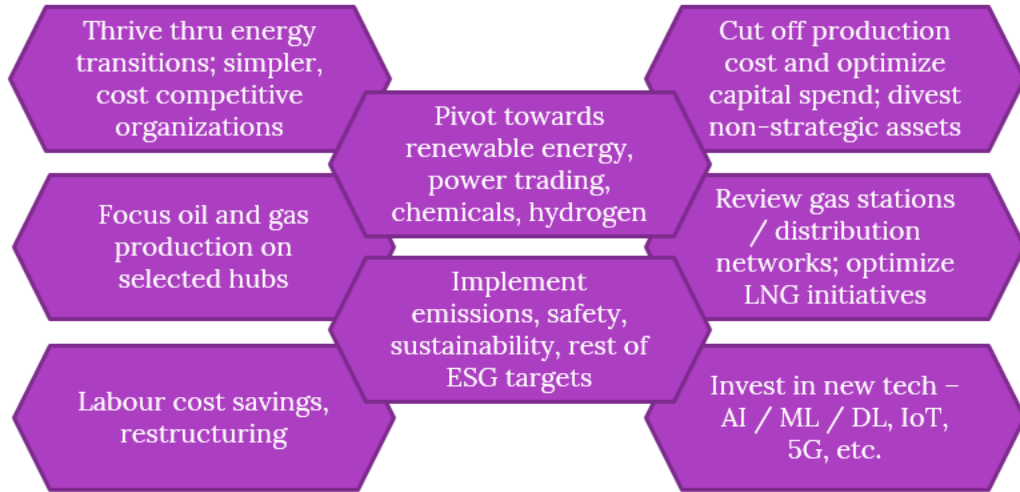 Thrive thru energy
transitions; simpler,
cost competitive
organizations
Cut off production
cost and optimize
capital spend; divest
non-strategic assets
Pivot towards
renewable energy,
power trading,
chemicals, hydrogen
Focus oil and gas
production on
selected hubs
Review gas stations
/ distribution
networks; optimize
LNG initiatives
Implement
emissions, safety,
sustainability, rest of
ESG targets
Labour cost savings,
restructuring
Invest in new tech –
AI / ML / DL, IoT,
5G, etc.